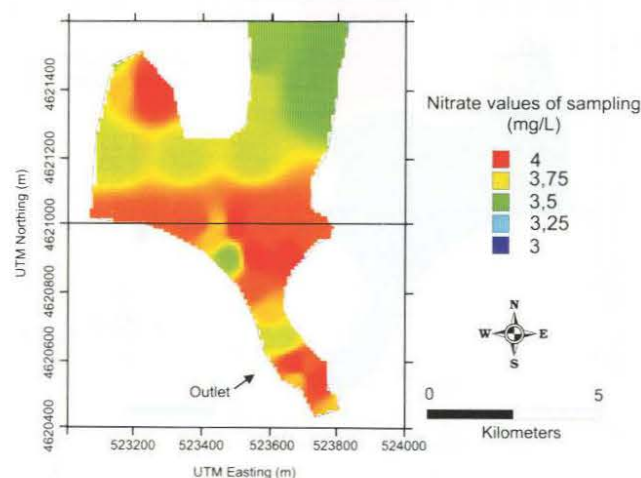 4621400
4621200
4621000
4620800
4620600
4620400
UTM Northing (m)
Outlet
523200 523400 523600 523800 524000
UTM Easting (m)
Nitrate values of sampling
(mg/L)
4
3,75
3,5
3,25
3
N
W E
S
0 5
Kilometers